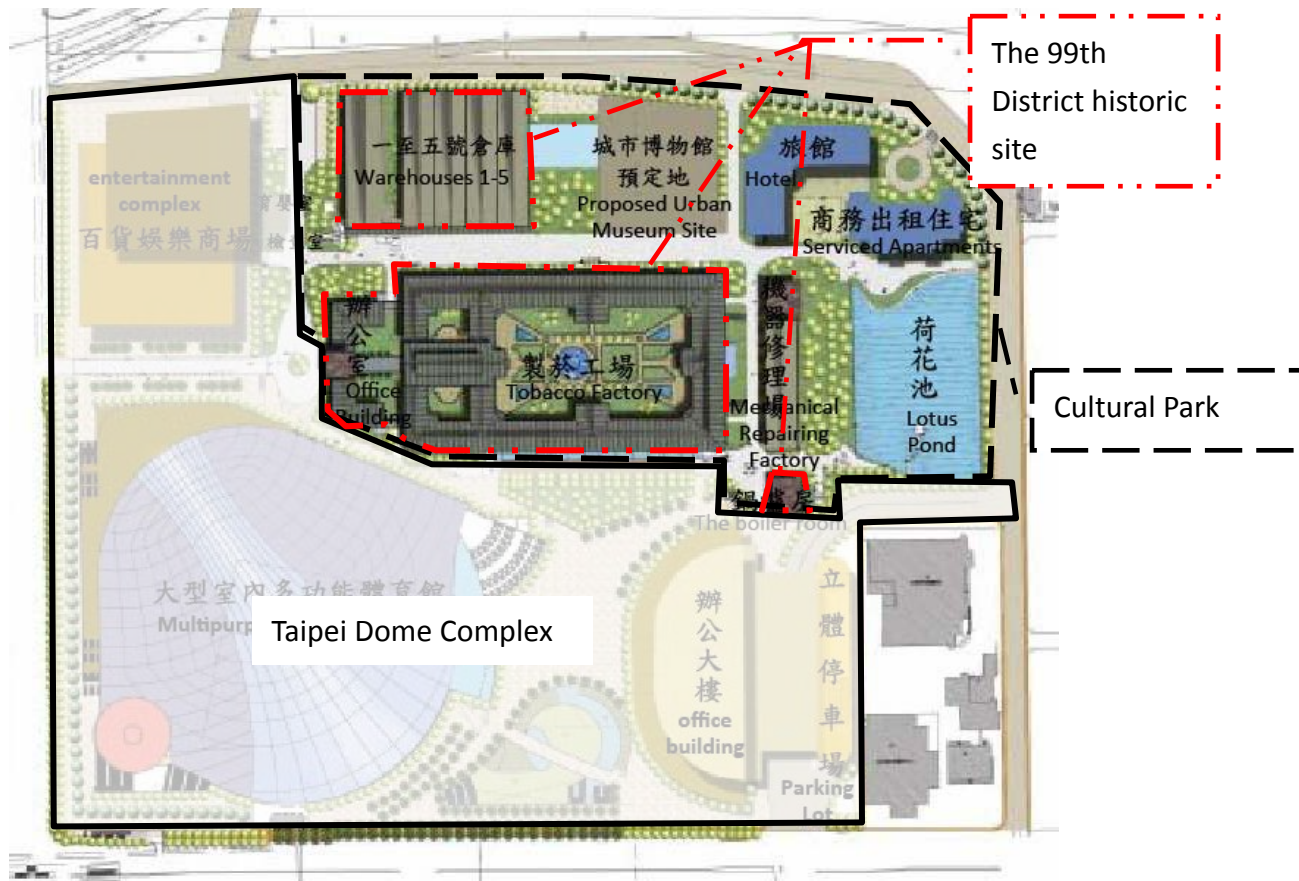 The 99th
District historic
site
一至五號倉庫
Warehouses 1-5
城市博物館
預定地
Proposed Urban
Museum Site
旅館
Hotel
商務出租住宅
Serviced Apartments
entertainment
complex
百貨娛樂商場
辦公室
Office
Building
製菸工場
Tobacco Factory
機器修理場
Mechanical
Repairing
Factory
荷花池
Lotus
Pond
Cultural Park
The boiler room
大型室內多功能體育館
Taipei Dome Complex
辦公大樓
office
building
立體停車場
Parking
Lot